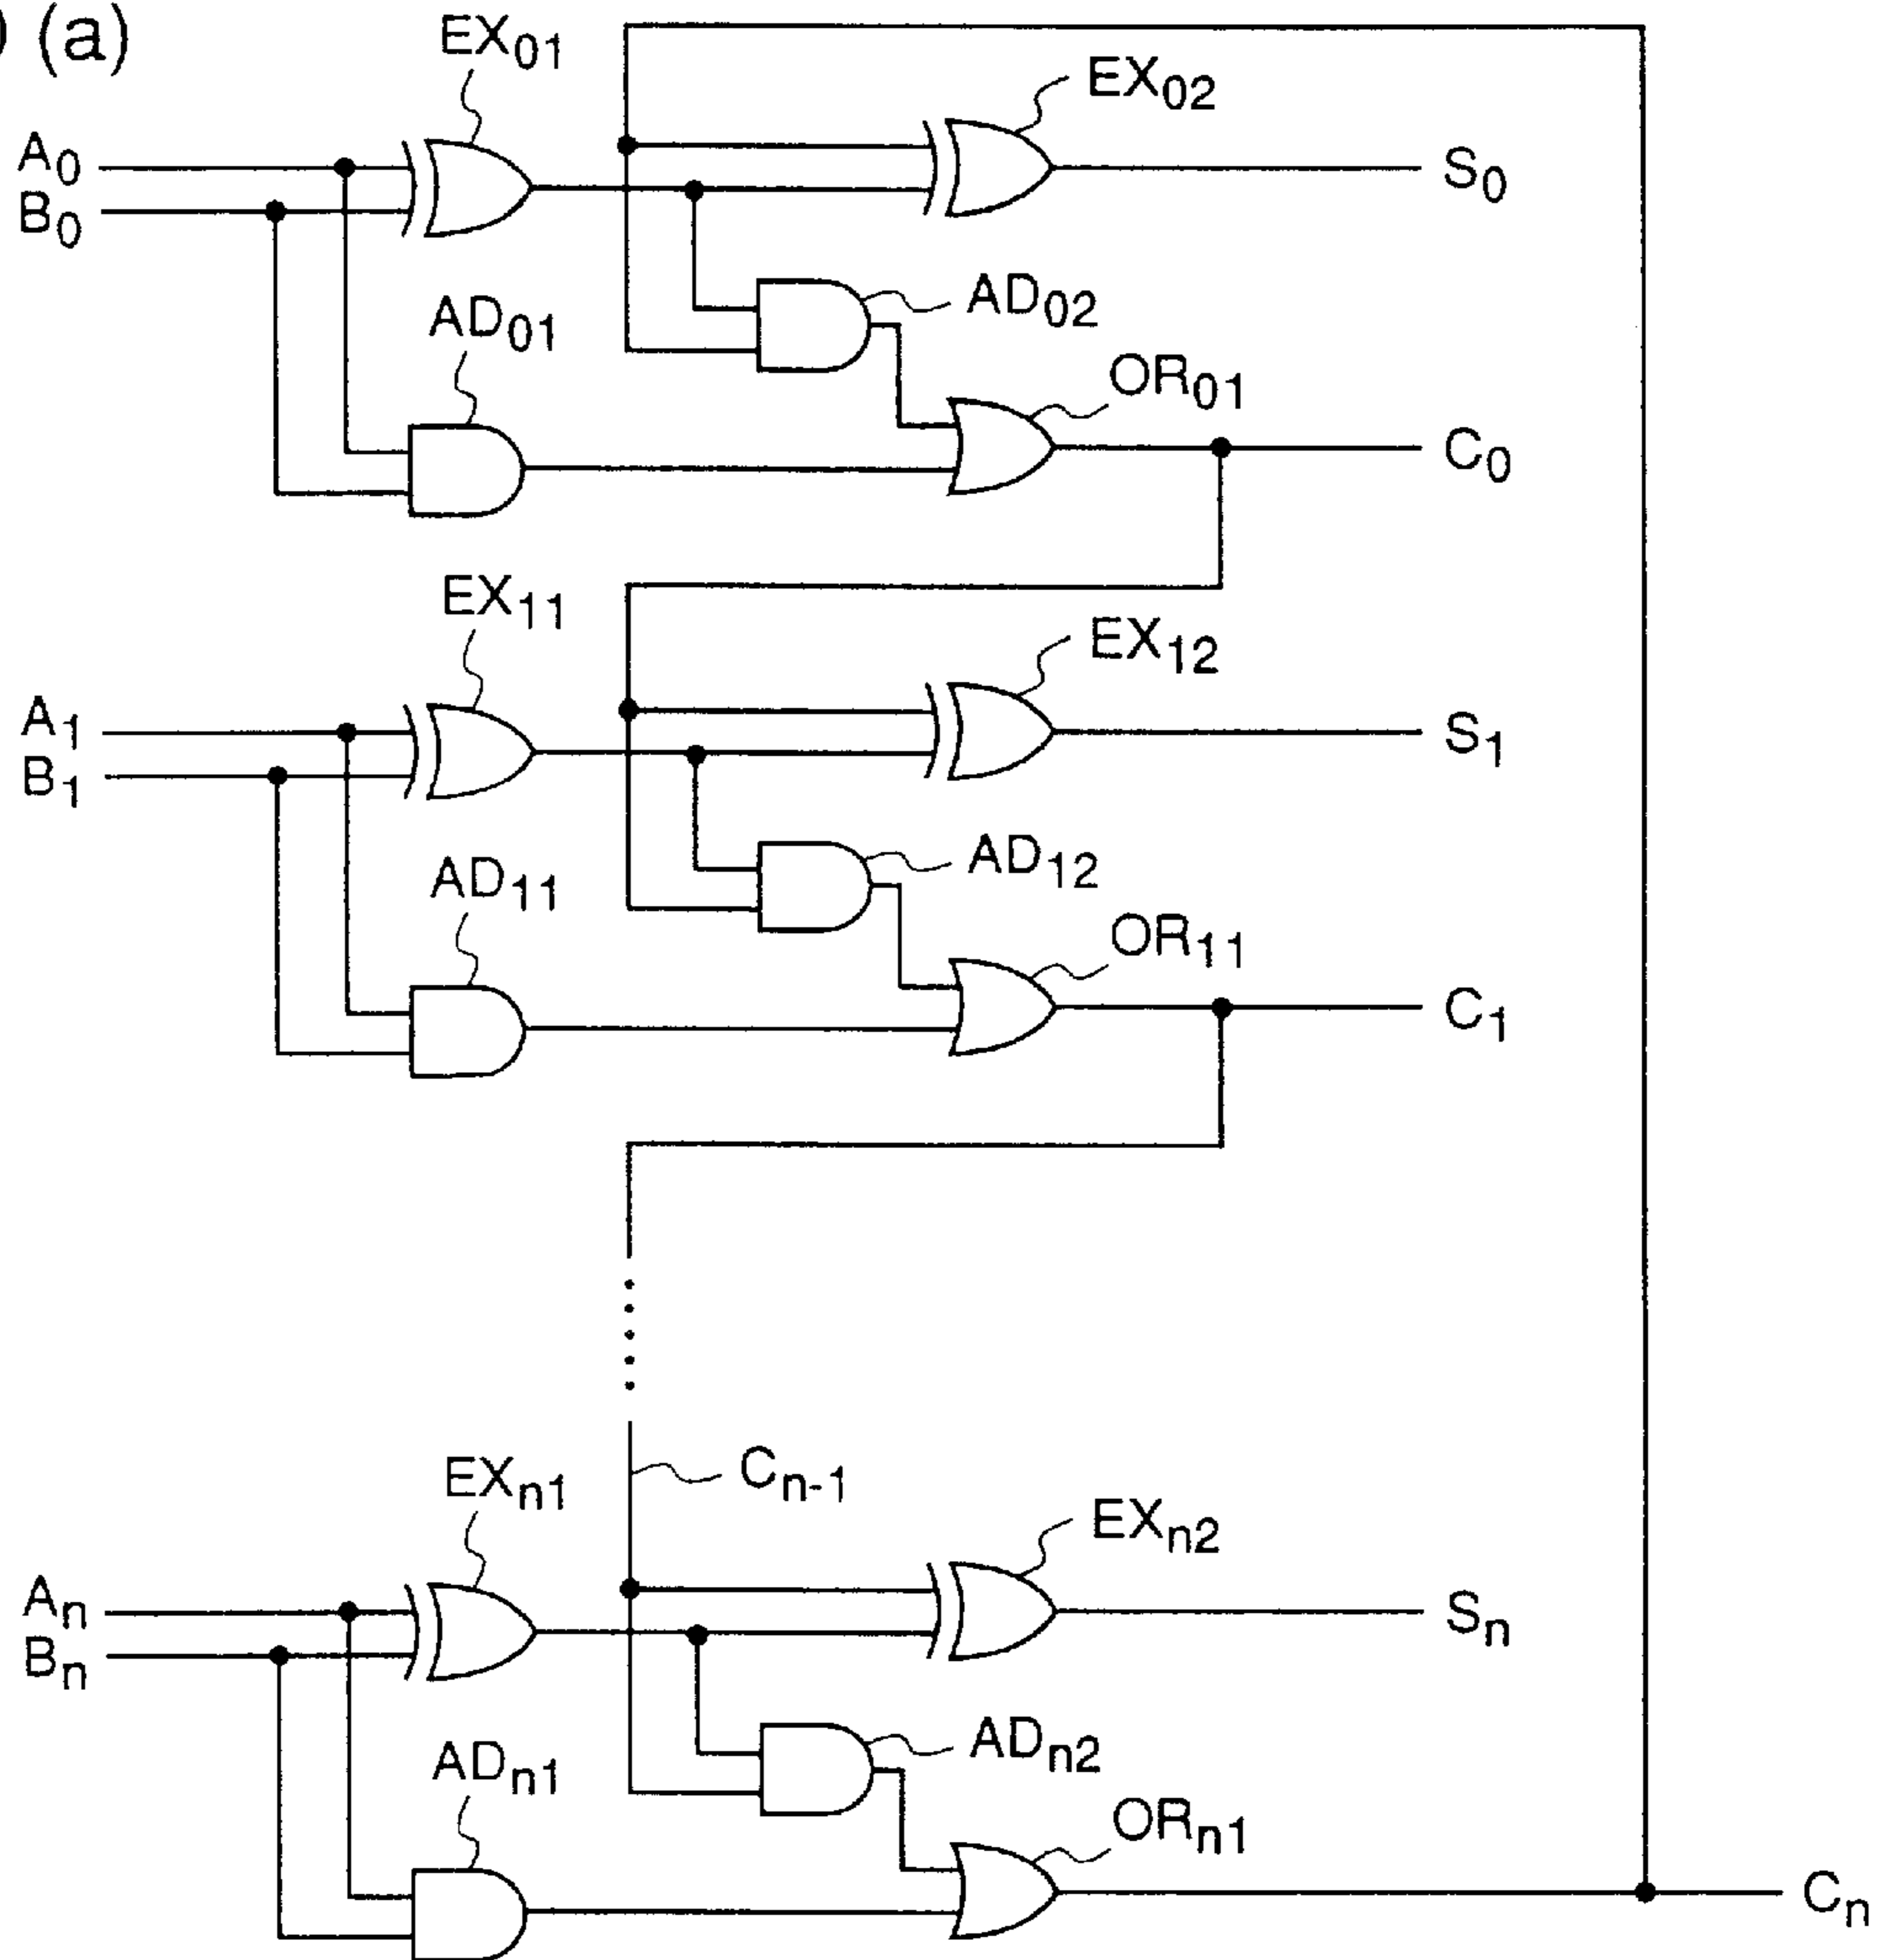 (a)
EX01
EX02
A0
S0
B0
AD02
AD01
OR01
C0
EX11
EX12
A1
S1
B1
AD12
AD11
OR11
C1
Cn-1
EXn1
EXn2
An
Sn
Bn
ADn2
ADn1
ORn1
Cn